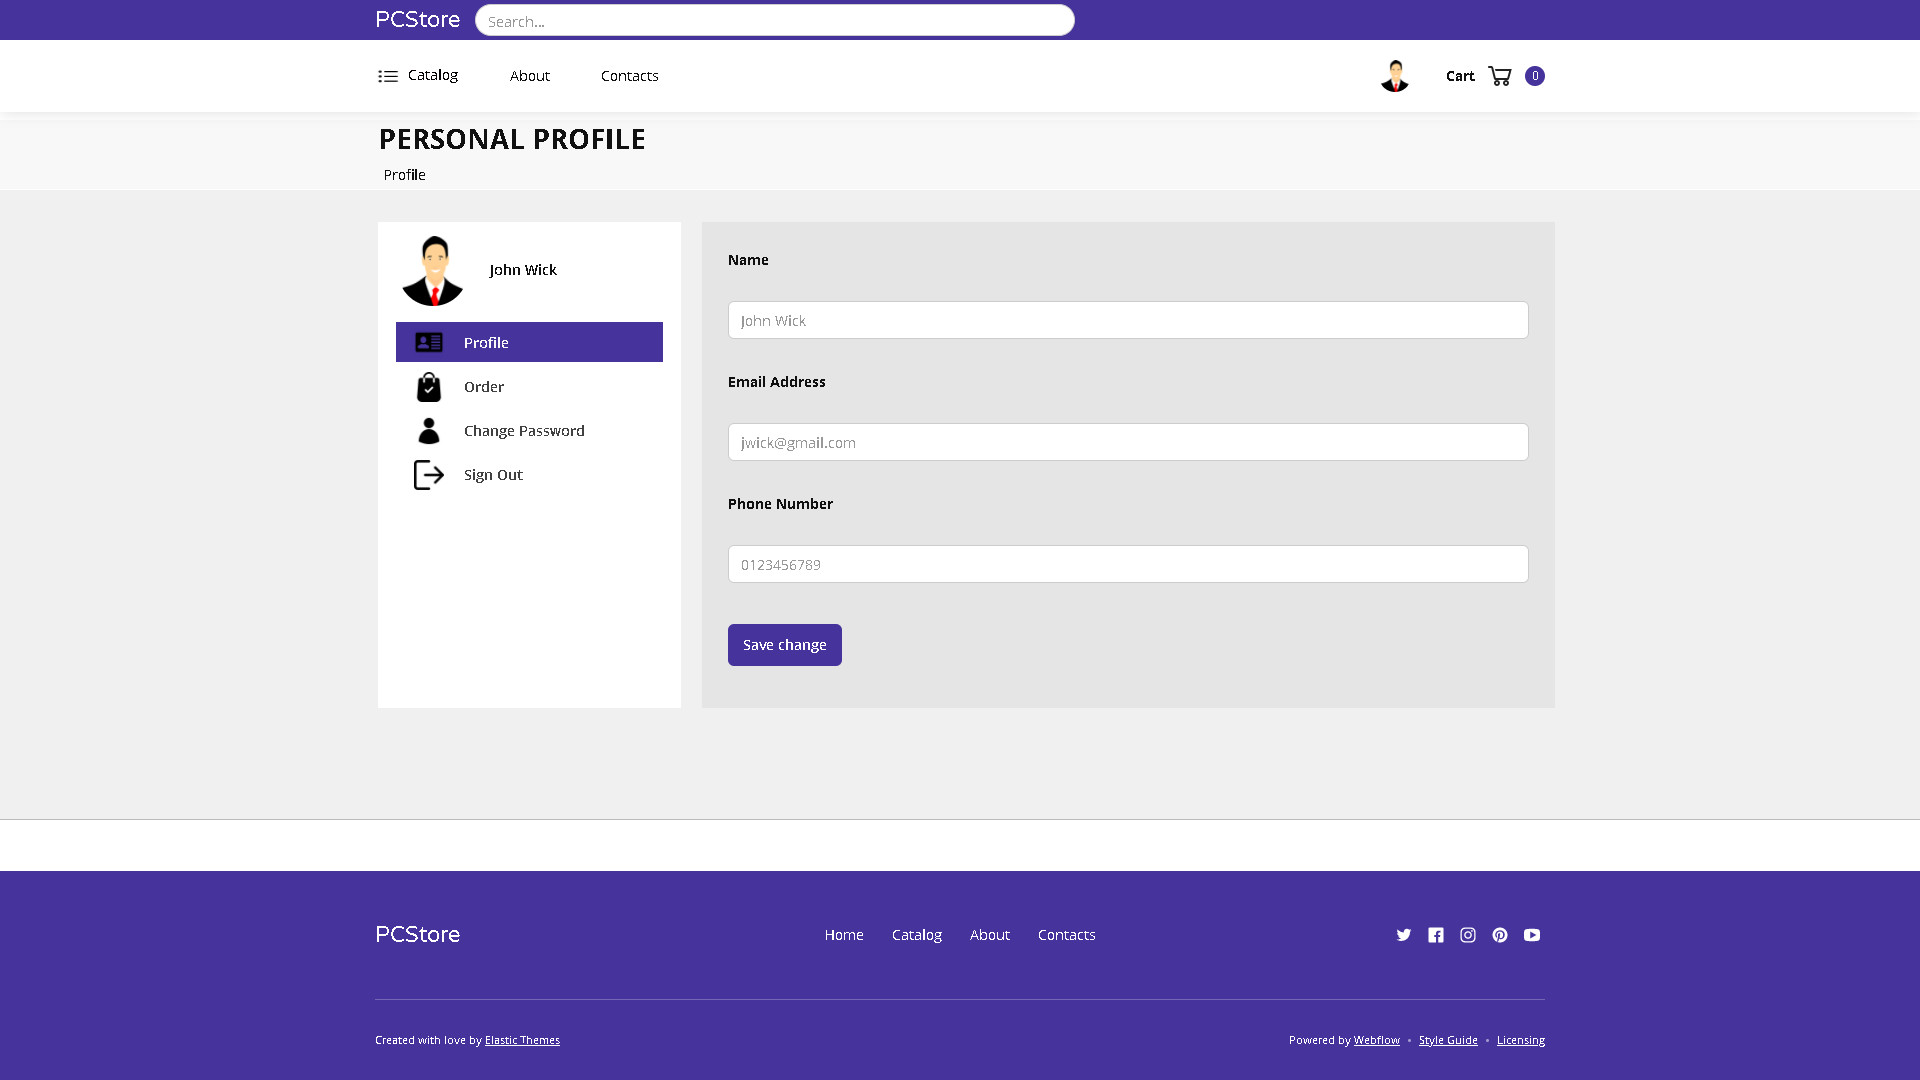 PCStore
Search...
Catalog
About
Contacts
Cart
0
PERSONAL PROFILE
Profile
John Wick
Profile
Order
Change Password
Sign Out
Name
John Wick
Email Address
jwick@gmail.com
Phone Number
0123456789
Save change
PCStore
Home
Catalog
About
Contacts
Created with love by Elastic Themes
Powered by Webflow • Style Guide • Licensing